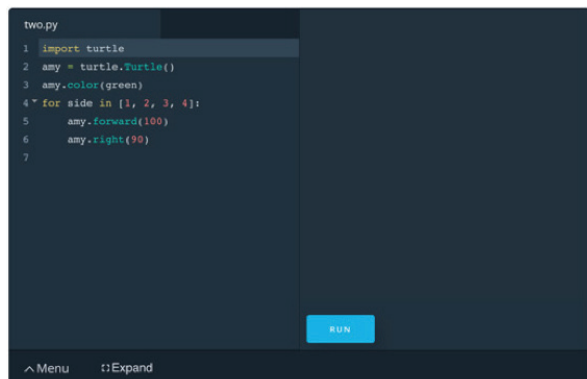 two.py
1 import turtle
2 amy = turtle.Turtle()
3 amy.color(green)
4 for side in [1, 2, 3, 4]:
5     amy.forward(100)
6     amy.right(90)
7
RUN
Menu
Expand